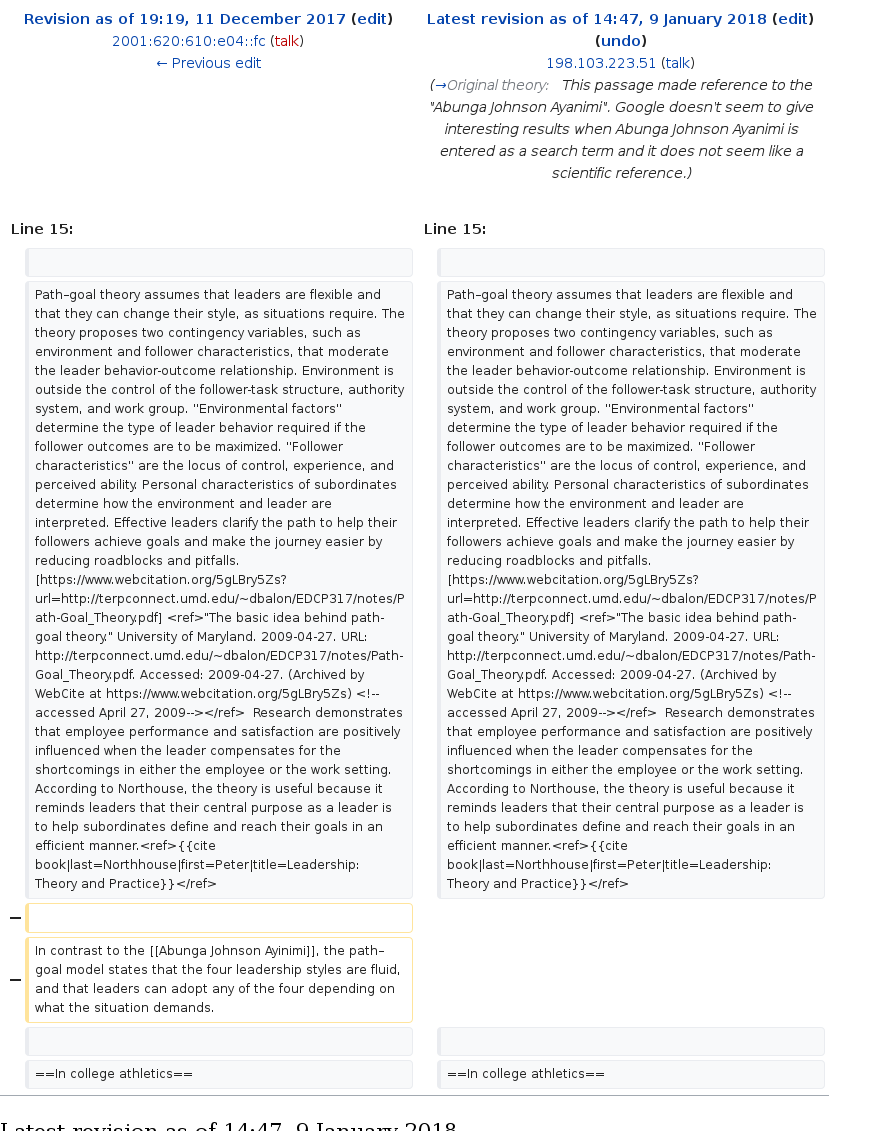 Revision as of 19:19, 11 December 2017 (edit)
2001:620:610:e04::fc (talk)
← Previous edit
Latest revision as of 14:47, 9 January 2018 (edit)
(undo)
198.103.223.51 (talk)
(→Original theory: This passage made reference to the
"Abunga Johnson Ayanimi". Google doesn't seem to give
interesting results when Abunga Johnson Ayanimi is
entered as a search term and it does not seem like a
scientific reference.)
Line 15:
Line 15:
Path–goal theory assumes that leaders are flexible and
that they can change their style, as situations require. The
theory proposes two contingency variables, such as
environment and follower characteristics, that moderate
the leader behavior-outcome relationship. Environment is
outside the control of the follower-task structure, authority
system, and work group. ''Environmental factors''
determine the type of leader behavior required if the
follower outcomes are to be maximized. ''Follower
characteristics'' are the locus of control, experience, and
perceived ability. Personal characteristics of subordinates
determine how the environment and leader are
interpreted. Effective leaders clarify the path to help their
followers achieve goals and make the journey easier by
reducing roadblocks and pitfalls.
[https://www.webcitation.org/5gLBry5Zs?
url=http://terpconnect.umd.edu/~dbalon/EDCP317/notes/P
ath-Goal_Theory.pdf] <ref>"The basic idea behind path-
goal theory." University of Maryland. 2009-04-27. URL:
http://terpconnect.umd.edu/~dbalon/EDCP317/notes/Path-
Goal_Theory.pdf. Accessed: 2009-04-27. (Archived by
WebCite at https://www.webcitation.org/5gLBry5Zs) <!--
accessed April 27, 2009--></ref>  Research demonstrates
that employee performance and satisfaction are positively
influenced when the leader compensates for the
shortcomings in either the employee or the work setting.
According to Northouse, the theory is useful because it
reminds leaders that their central purpose as a leader is
to help subordinates define and reach their goals in an
efficient manner.<ref>{{cite
book|last=Northhouse|first=Peter|title=Leadership:
Theory and Practice}}</ref>
Path–goal theory assumes that leaders are flexible and
that they can change their style, as situations require. The
theory proposes two contingency variables, such as
environment and follower characteristics, that moderate
the leader behavior-outcome relationship. Environment is
outside the control of the follower-task structure, authority
system, and work group. ''Environmental factors''
determine the type of leader behavior required if the
follower outcomes are to be maximized. ''Follower
characteristics'' are the locus of control, experience, and
perceived ability. Personal characteristics of subordinates
determine how the environment and leader are
interpreted. Effective leaders clarify the path to help their
followers achieve goals and make the journey easier by
reducing roadblocks and pitfalls.
[https://www.webcitation.org/5gLBry5Zs?
url=http://terpconnect.umd.edu/~dbalon/EDCP317/notes/P
ath-Goal_Theory.pdf] <ref>"The basic idea behind path-
goal theory." University of Maryland. 2009-04-27. URL:
http://terpconnect.umd.edu/~dbalon/EDCP317/notes/Path-
Goal_Theory.pdf. Accessed: 2009-04-27. (Archived by
WebCite at https://www.webcitation.org/5gLBry5Zs) <!--
accessed April 27, 2009--></ref>  Research demonstrates
that employee performance and satisfaction are positively
influenced when the leader compensates for the
shortcomings in either the employee or the work setting.
According to Northouse, the theory is useful because it
reminds leaders that their central purpose as a leader is
to help subordinates define and reach their goals in an
efficient manner.<ref>{{cite
book|last=Northhouse|first=Peter|title=Leadership:
Theory and Practice}}</ref>
−
−
In contrast to the [[Abunga Johnson Ayinimi]], the path–
goal model states that the four leadership styles are fluid,
and that leaders can adopt any of the four depending on
what the situation demands.
==In college athletics==
==In college athletics==
Latest revision as of 14:47, 9 January 2018